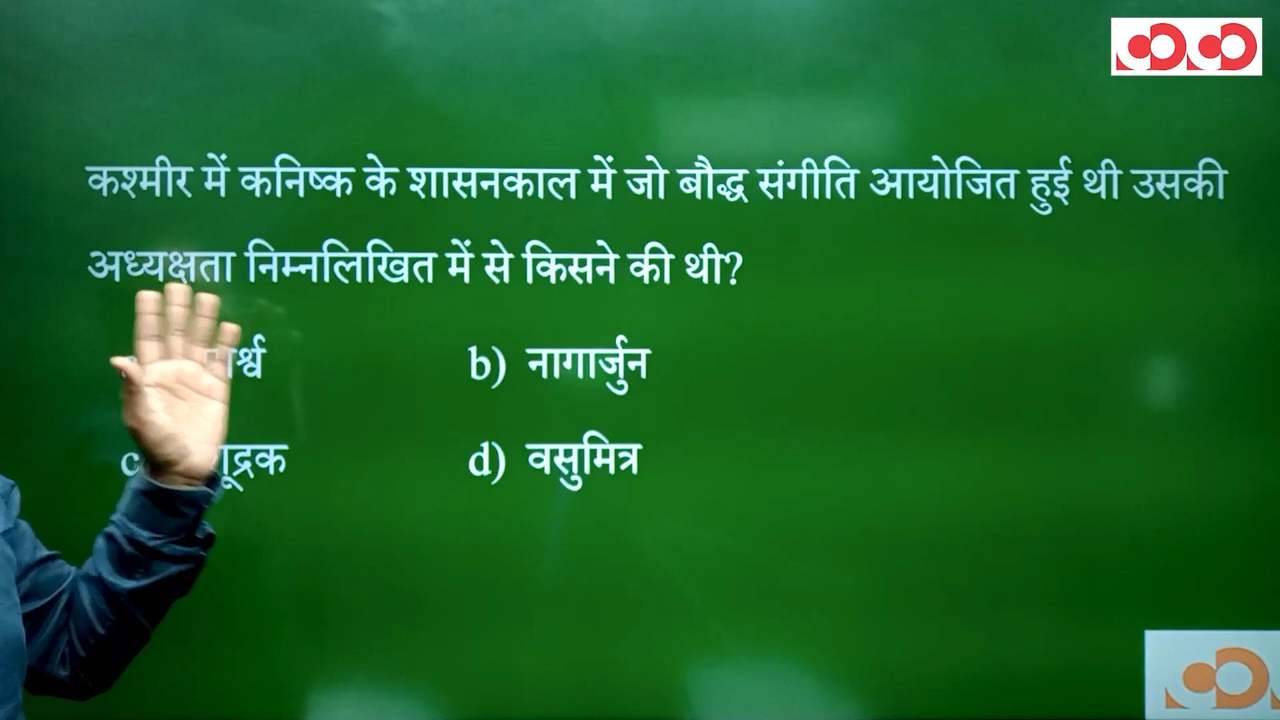 कश्मीर में कनिष्क के शासनकाल में जो बौद्ध संगीति आयोजित हुई थी उसकी
अध्यक्षता निम्नलिखित में से किसने की थी?
b) नागार्जुन
d) वसुमित्र